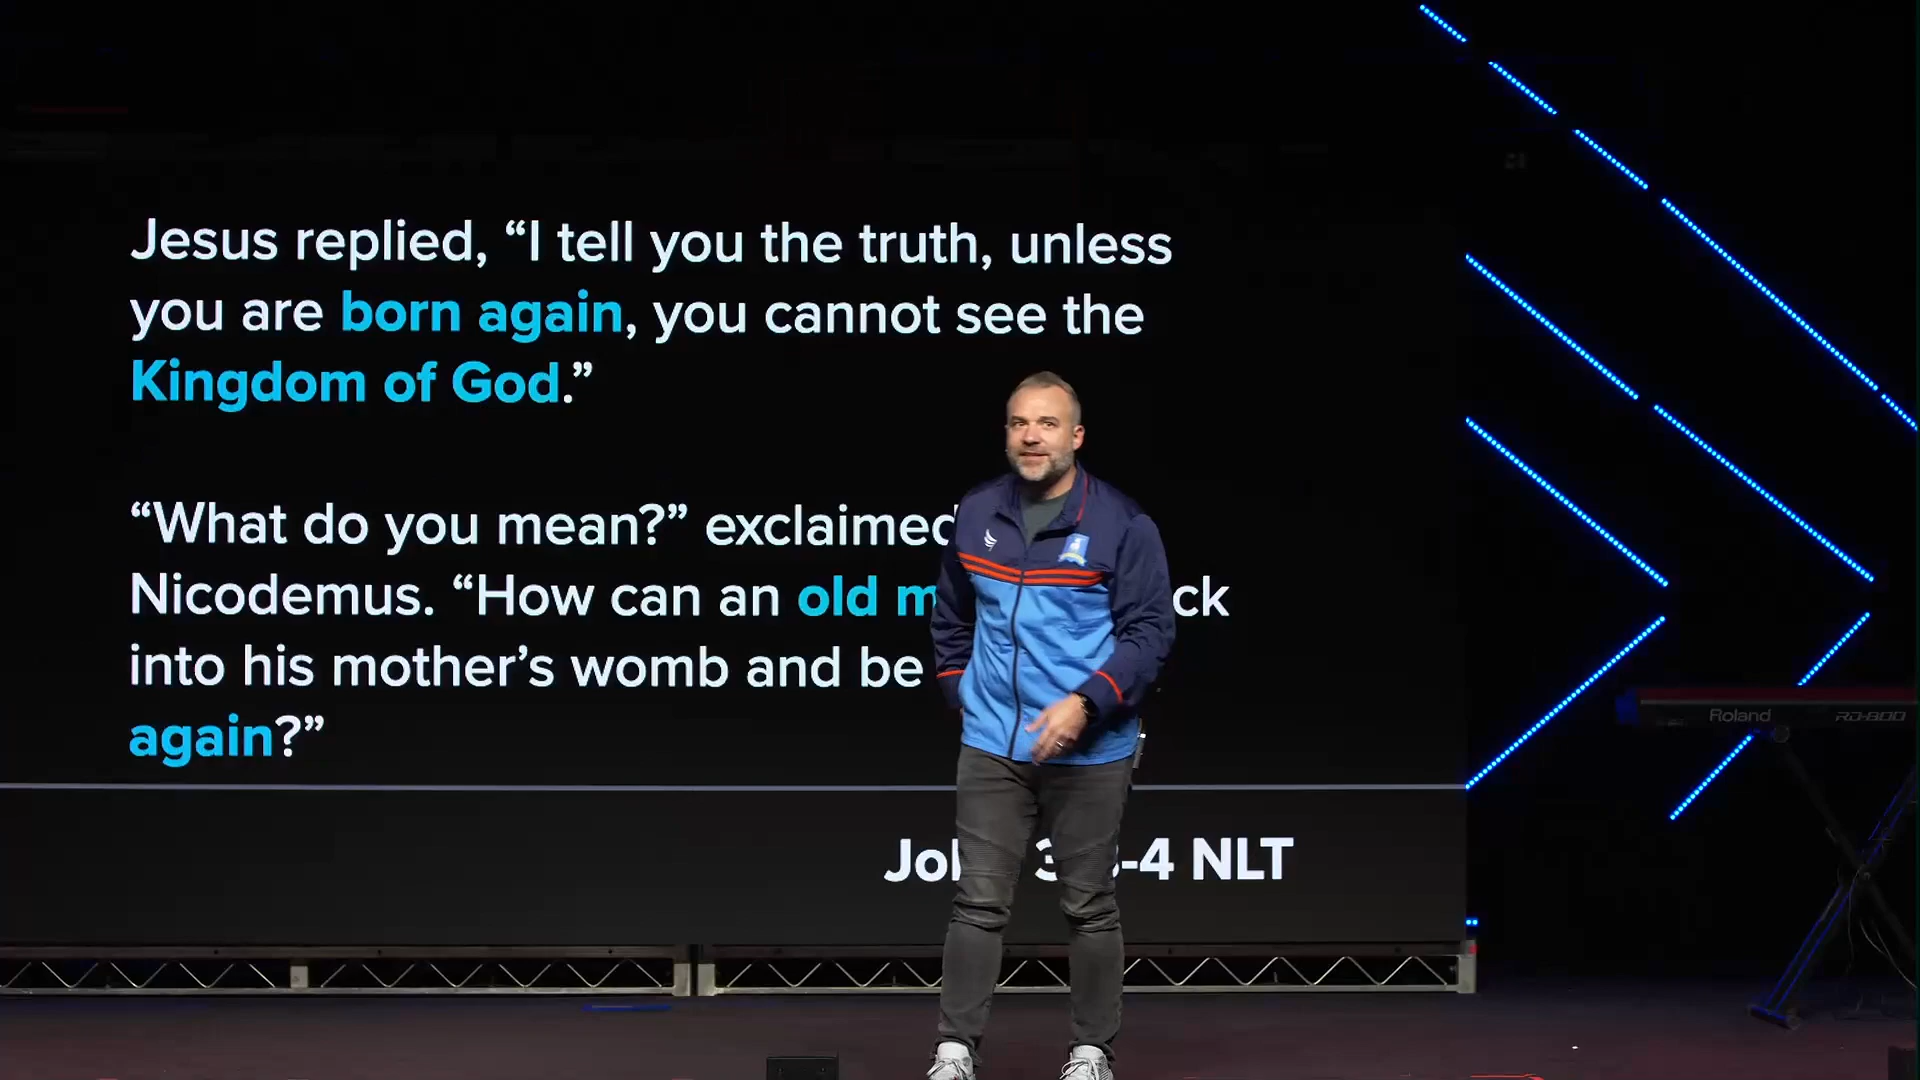 Jesus replied, “I tell you the truth, unless
you are born again, you cannot see the
Kingdom of God.”
“What do you mean?” exclaimed
Nicodemus. “How can an old
into his mother’s womb and be
again?”
-4 NLT
Roland RD-800